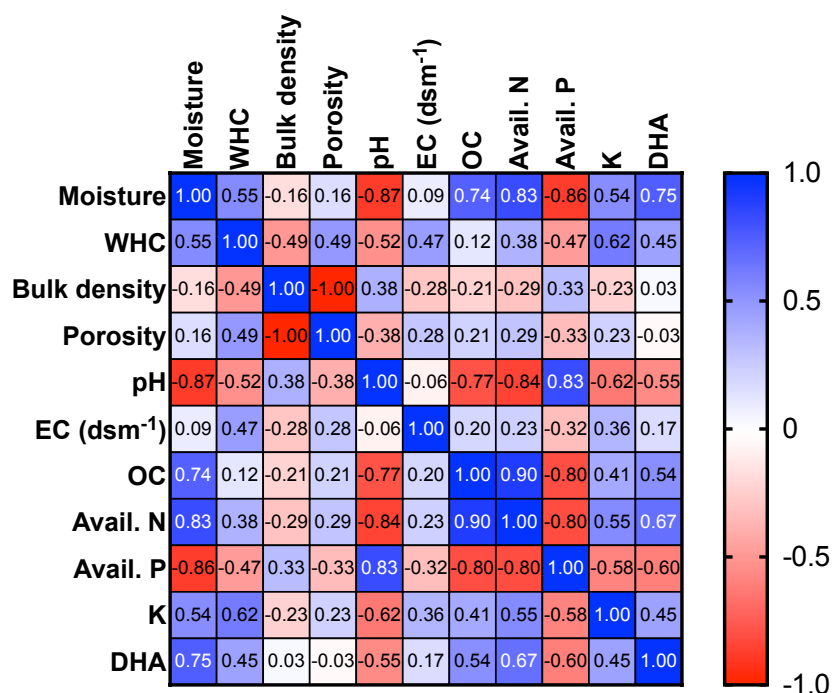 Moisture WHC Bulk density Porosity pH EC (dsm⁻¹) OC Avail. N Avail. P K DHA
Moisture 1.00 0.55 -0.16 0.16 -0.87 0.09 0.74 0.83 -0.86 0.54 0.75
WHC 0.55 1.00 -0.49 0.49 -0.52 0.47 0.12 0.38 -0.47 0.62 0.45
Bulk density -0.16 -0.49 1.00 -1.00 0.38 -0.28 -0.21 -0.29 0.33 -0.23 0.03
Porosity 0.16 0.49 -1.00 1.00 -0.38 0.28 0.21 0.29 -0.33 0.23 -0.03
pH -0.87 -0.52 0.38 -0.38 1.00 -0.06 -0.77 -0.84 0.83 -0.62 -0.55
EC (dsm⁻¹) 0.09 0.47 -0.28 0.28 -0.06 1.00 0.20 0.23 -0.32 0.36 0.17
OC 0.74 0.12 -0.21 0.21 -0.77 0.20 1.00 0.90 -0.80 0.41 0.54
Avail. N 0.83 0.38 -0.29 0.29 -0.84 0.23 0.90 1.00 -0.80 0.55 0.67
Avail. P -0.86 -0.47 0.33 -0.33 0.83 -0.32 -0.80 -0.80 1.00 -0.58 -0.60
K 0.54 0.62 -0.23 0.23 -0.62 0.36 0.41 0.55 -0.58 1.00 0.45
DHA 0.75 0.45 0.03 -0.03 -0.55 0.17 0.54 0.67 -0.60 0.45 1.00
1.0
0.5
0
-0.5
-1.0